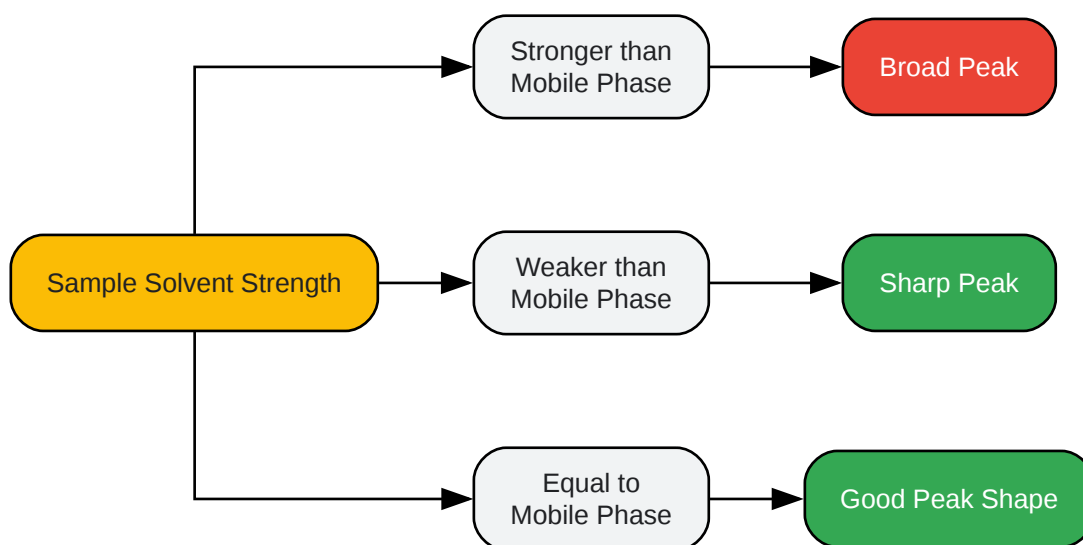 Stronger than
Mobile Phase
Broad Peak
Sample Solvent Strength
Weaker than
Mobile Phase
Sharp Peak
Equal to
Mobile Phase
Good Peak Shape